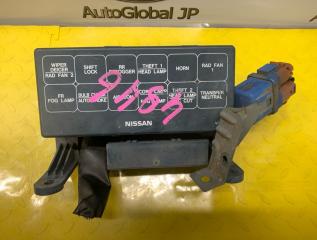 AutoGlobal JP
WIPER DEICER RAD FAN 2
SHIFT LOCK
RR DEFOGGER
THEFT 1 HEAD LAMP
HORN
RAD FAN 1
FR FOG LAMP
THEFT 2 HEAD LAMP CUT
TRANSFER NEUTRAL
NISSAN